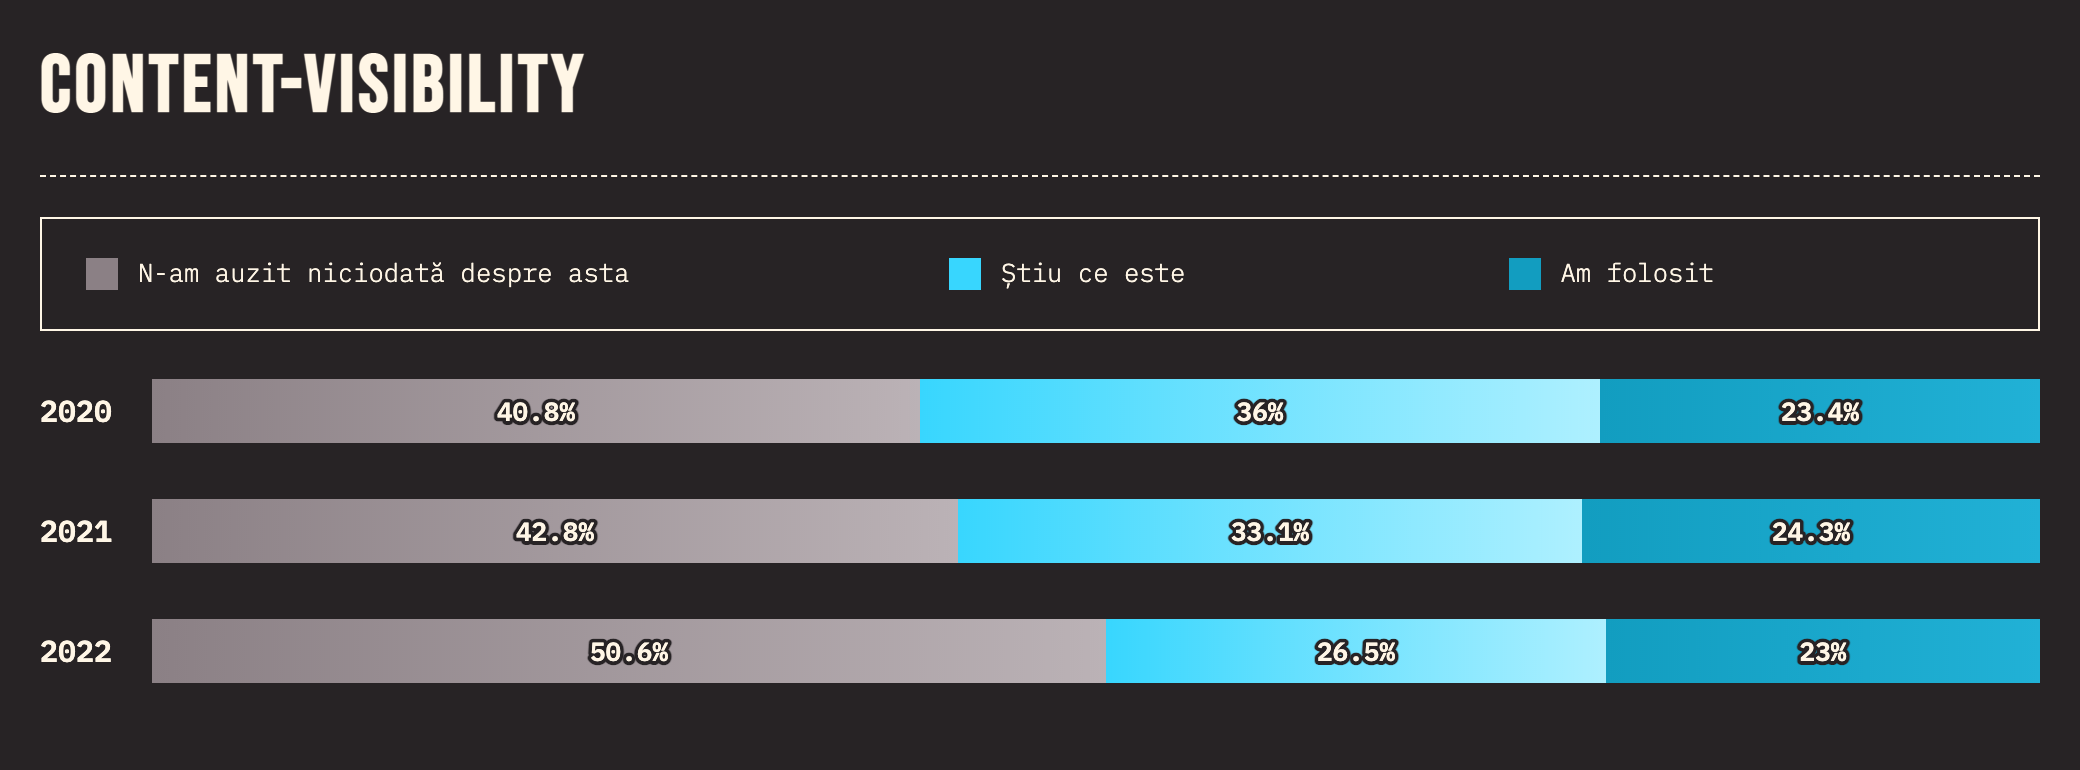 CONTENT-VISIBILITY
N-am auzit niciodată despre asta Știu ce este Am folosit
2020 40.8% 36% 23.4%
2021 42.8% 33.1% 24.3%
2022 50.6% 26.5% 23%